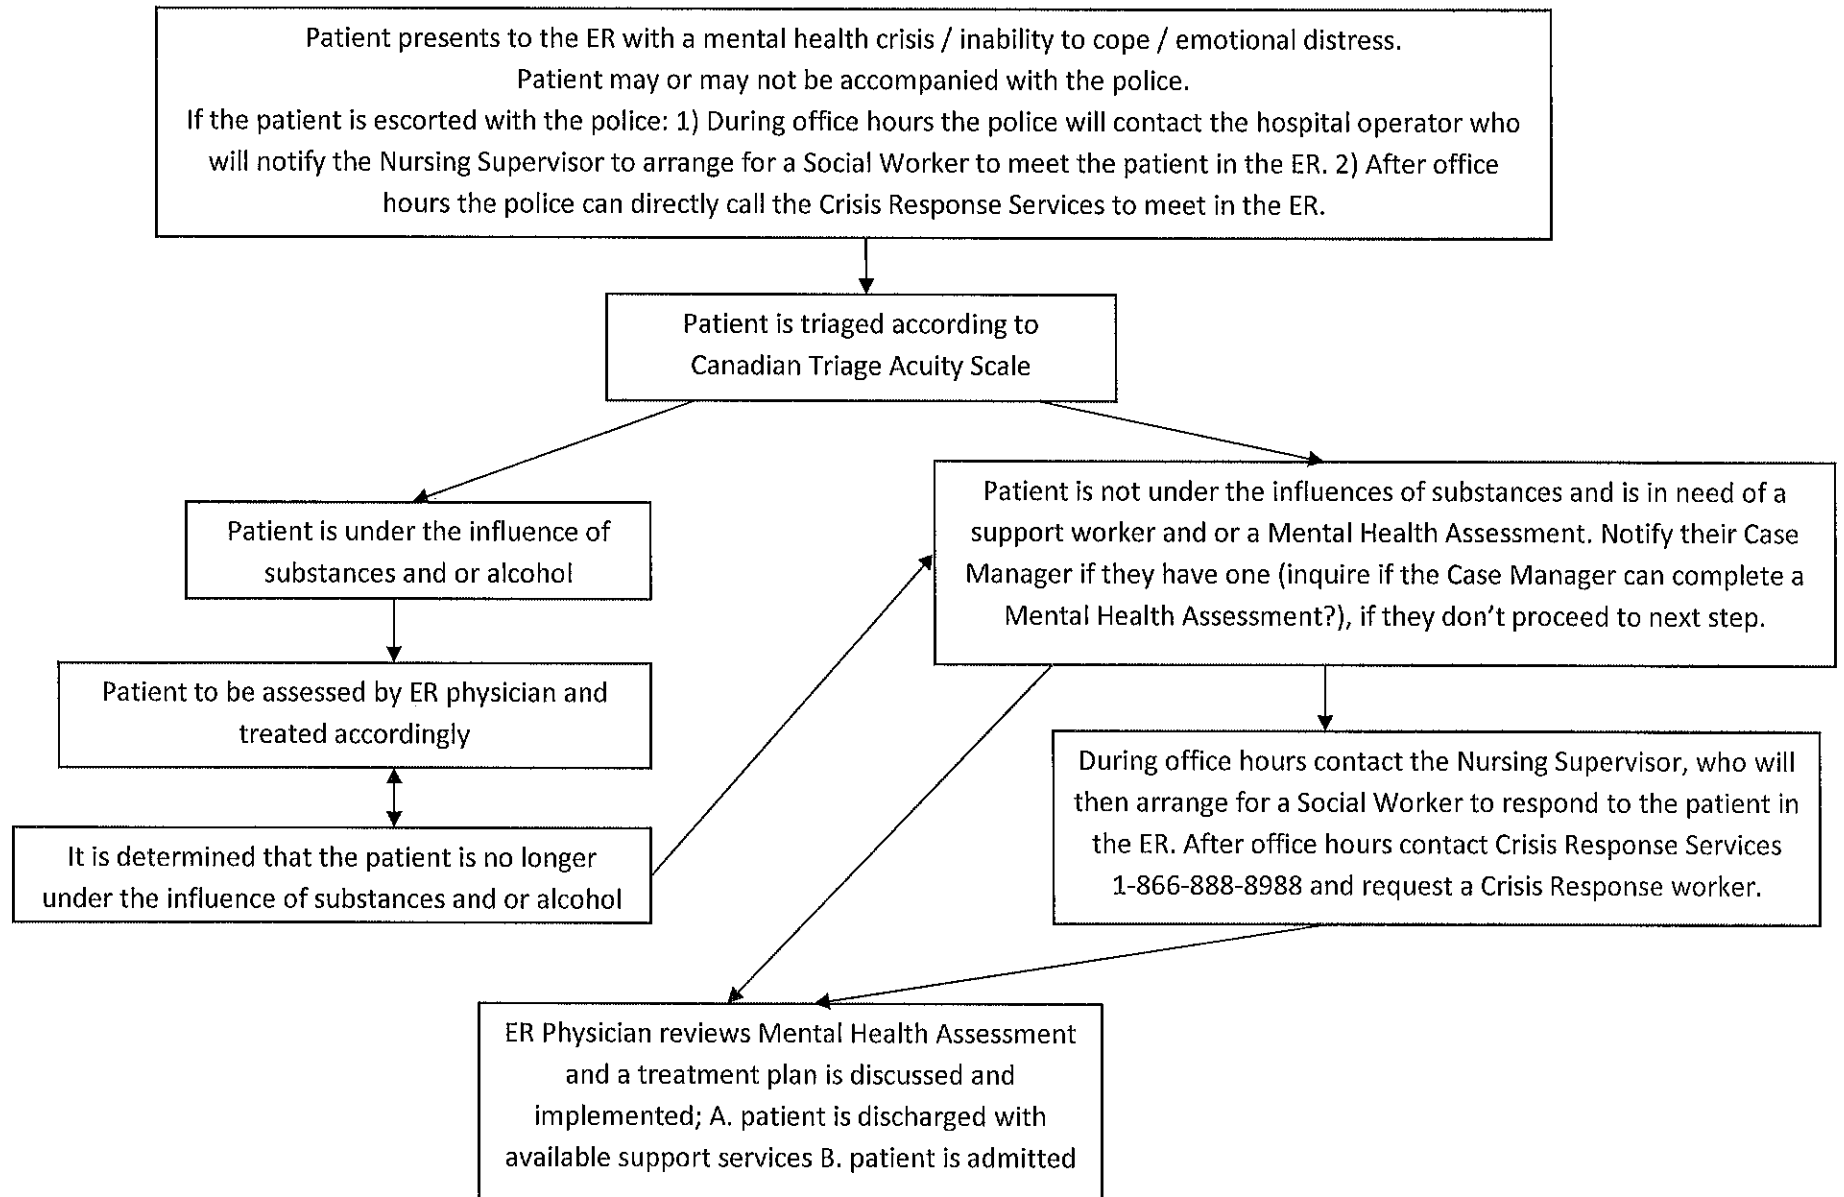 Patient presents to the ER with a mental health crisis / inability to cope / emotional distress.
Patient may or may not be accompanied with the police.
If the patient is escorted with the police: 1) During office hours the police will contact the hospital operator who
will notify the Nursing Supervisor to arrange for a Social Worker to meet the patient in the ER. 2) After office
hours the police can directly call the Crisis Response Services to meet in the ER.
Patient is triaged according to
Canadian Triage Acuity Scale
Patient is under the influence of
substances and or alcohol
Patient is not under the influences of substances and is in need of a
support worker and or a Mental Health Assessment. Notify their Case
Manager if they have one (inquire if the Case Manager can complete a
Mental Health Assessment?), if they don't proceed to next step.
Patient to be assessed by ER physician and
treated accordingly
During office hours contact the Nursing Supervisor, who will
then arrange for a Social Worker to respond to the patient in
the ER. After office hours contact Crisis Response Services
1-866-888-8988 and request a Crisis Response worker.
It is determined that the patient is no longer
under the influence of substances and or alcohol
ER Physician reviews Mental Health Assessment
and a treatment plan is discussed and
implemented; A. patient is discharged with
available support services B. patient is admitted